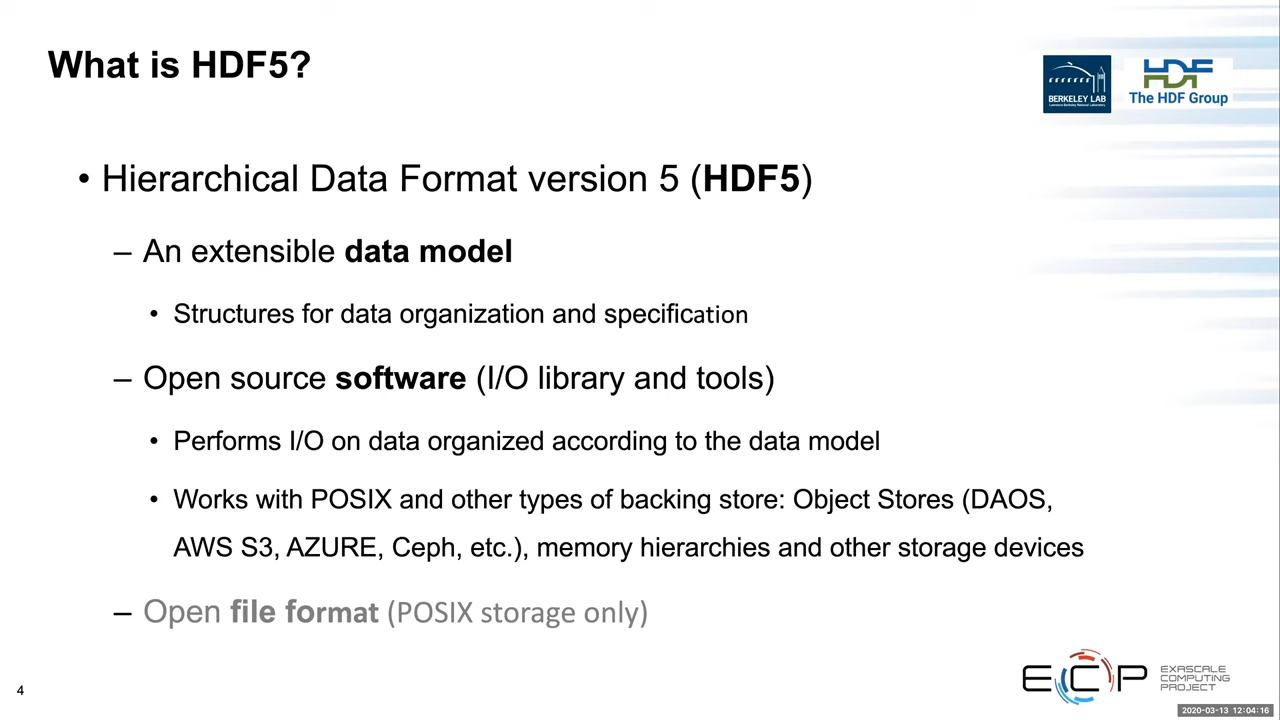 What is HDF5?
BERKELEY LAB
Lawrence Berkeley National Laboratory
HDF
The HDF Group
• Hierarchical Data Format version 5 (HDF5)
– An extensible data model
• Structures for data organization and specification
– Open source software (I/O library and tools)
• Performs I/O on data organized according to the data model
• Works with POSIX and other types of backing store: Object Stores (DAOS,
AWS S3, AZURE, Ceph, etc.), memory hierarchies and other storage devices
– Open file format (POSIX storage only)
4
ECP
EXASCALE
COMPUTING
PROJECT
2020-03-13 12:04:16